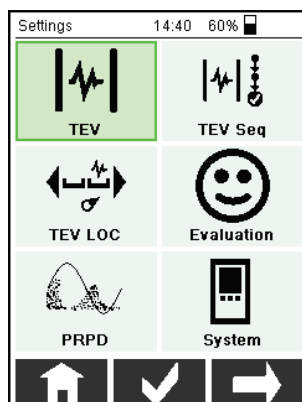 Settings 14:40 60%
TEV TEV Seq
TEV LOC Evaluation
PRPD System